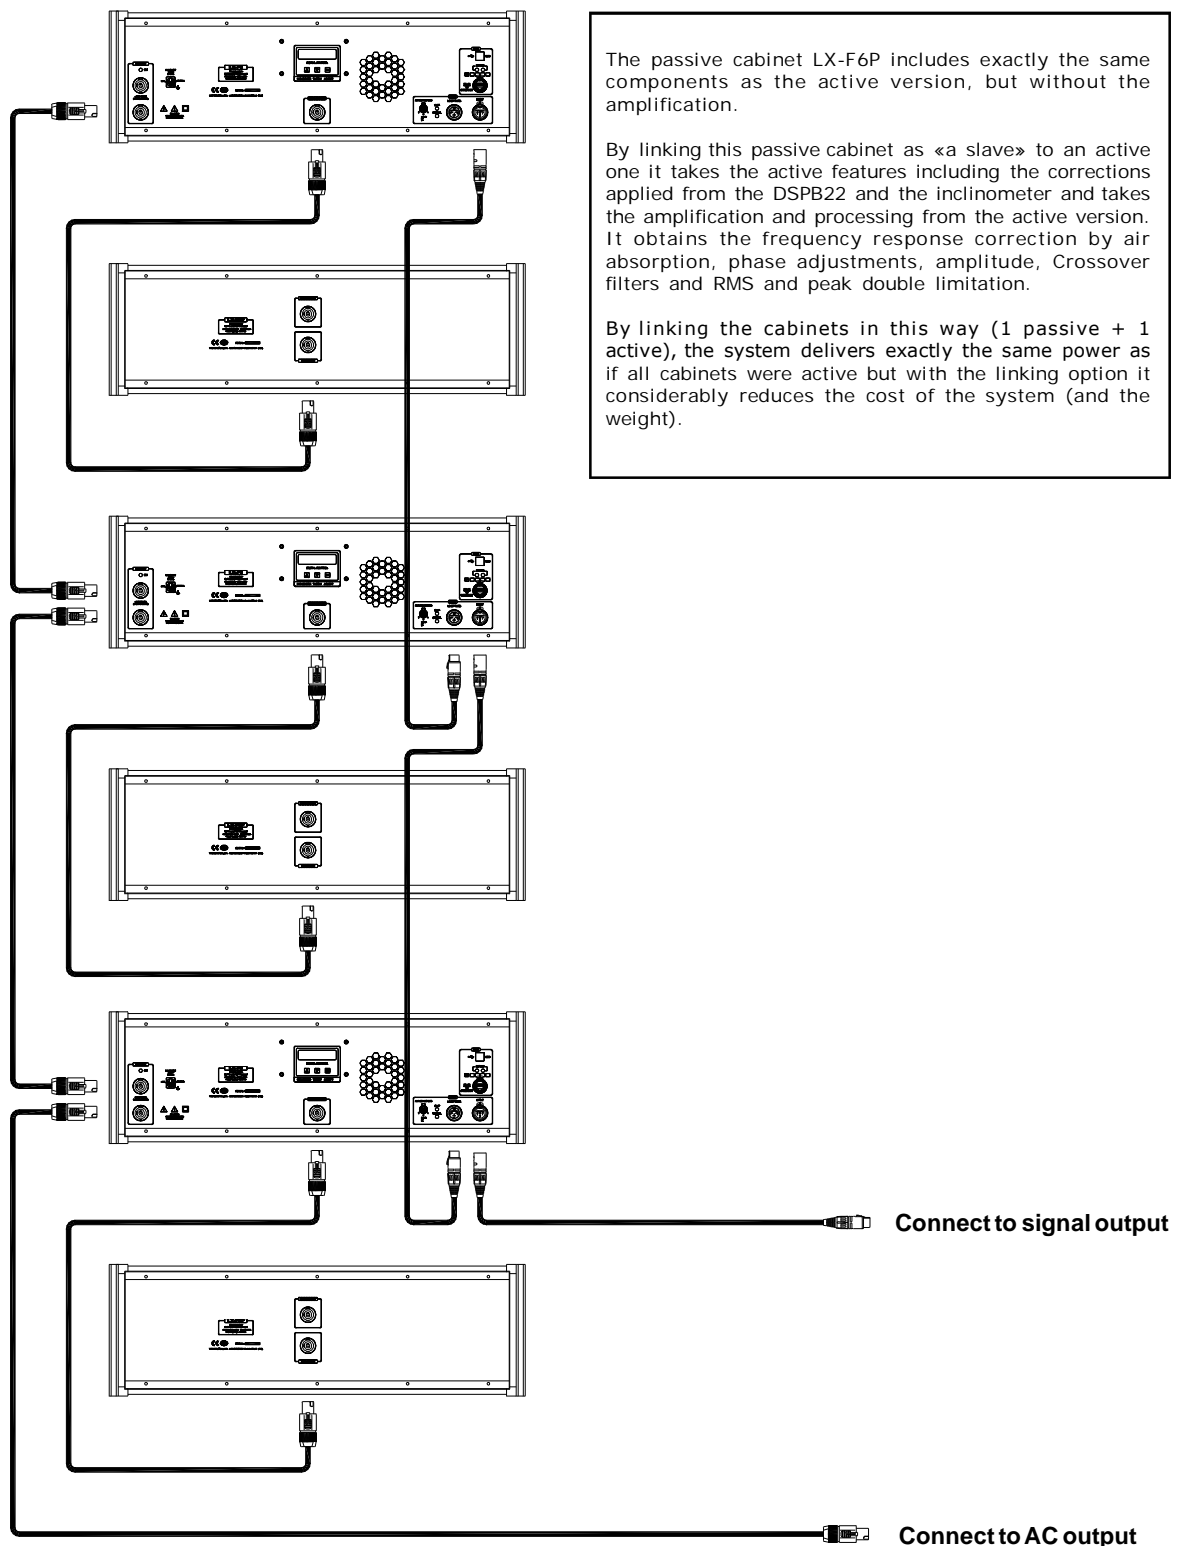 The passive cabinet LX-F6P includes exactly the same
components as the active version, but without the
amplification.
By linking this passive cabinet as «a slave» to an active
one it takes the active features including the corrections
applied from the DSPB22 and the inclinometer and takes
the amplification and processing from the active version.
It obtains the frequency response correction by air
absorption, phase adjustments, amplitude, Crossover
filters and RMS and peak double limitation.
By linking the cabinets in this way (1 passive + 1
active), the system delivers exactly the same power as
if all cabinets were active but with the linking option it
considerably reduces the cost of the system (and the
weight).
Connect to signal output
Connect to AC output